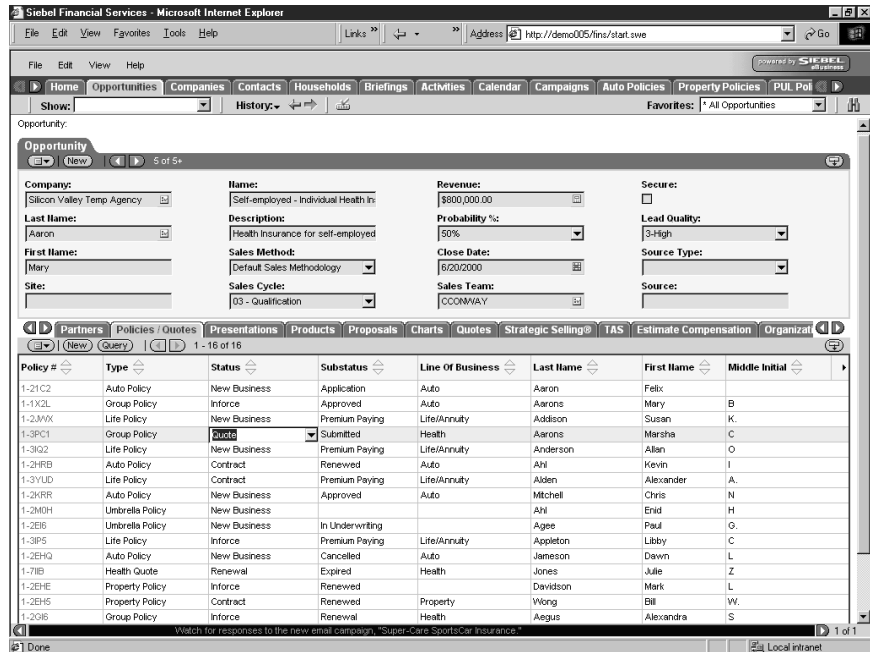 Siebel Financial Services - Microsoft Internet Explorer
File Edit View Favorites Tools Help Links » » Address http://demo005/fins/start.swe Go
File Edit View Help powered by SIEBEL eBusiness
Home Opportunities Companies Contacts Households Briefings Activities Calendar Campaigns Auto Policies Property Policies PUL Poli
Show: History: Favorites: * All Opportunities
Opportunity:
Opportunity
New 5 of 5+
Company: Name: Revenue: Secure:
Silicon Valley Temp Agency Self-employed - Individual Health In: $800,000.00
Last Name: Description: Probability %: Lead Quality:
Aaron Health Insurance for self-employed 50% 3-High
First Name: Sales Method: Close Date: Source Type:
Mary Default Sales Methodology 6/20/2000
Site: Sales Cycle: Sales Team: Source:
03 - Qualification CCONWAY
Partners Policies / Quotes Presentations Products Proposals Charts Quotes Strategic Selling® TAS Estimate Compensation Organizati
New Query 1 - 16 of 16
Policy # Type Status Substatus Line Of Business Last Name First Name Middle Initial
1-21C2 Auto Policy New Business Application Auto Aaron Felix
1-1X2L Group Policy Inforce Approved Auto Aarons Mary B
1-2JWX Life Policy New Business Premium Paying Life/Annuity Addison Susan K.
1-3PC1 Group Policy Quote Submitted Health Aarons Marsha C
1-3IQ2 Life Policy New Business Premium Paying Life/Annuity Anderson Allan O
1-2HRB Auto Policy Contract Renewed Auto Ahl Kevin I
1-3YUD Life Policy Contract Premium Paying Life/Annuity Alden Alexander A.
1-2KRR Auto Policy New Business Approved Auto Mitchell Chris N
1-2M0H Umbrella Policy New Business Ahl Enid H
1-2EI6 Umbrella Policy New Business In Underwriting Agee Paul G.
1-3IP5 Life Policy Inforce Premium Paying Life/Annuity Appleton Libby C
1-2EHQ Auto Policy New Business Cancelled Auto Jameson Dawn L
1-7IIB Health Quote Renewal Expired Health Jones Julie Z
1-2EHE Property Policy Inforce Renewed Davidson Mark L
1-2EH5 Property Policy Contract Renewed Property Wong Bill W.
1-2GI6 Group Policy Inforce Renewal Health Aegus Alexandra S
Watch for responses to the new email campaign, "Super-Care SportsCar Insurance." 1 of 1
Done Local intranet